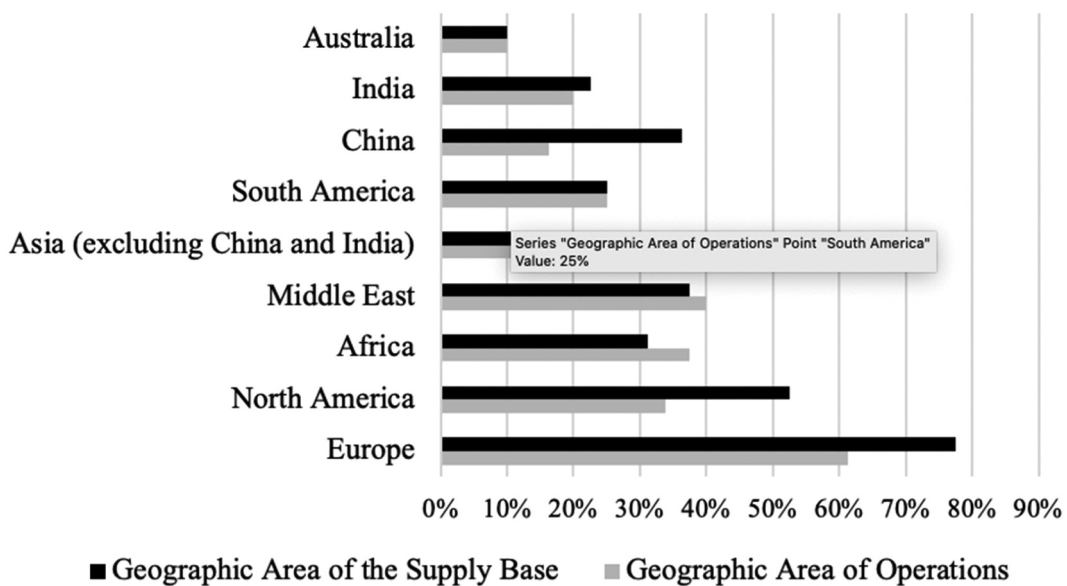 Australia
India
China
South America
Asia (excluding China and India)
Series "Geographic Area of Operations" Point "South America"
Value: 25%
Middle East
Africa
North America
Europe
0% 10% 20% 30% 40% 50% 60% 70% 80% 90%
Geographic Area of the Supply Base Geographic Area of Operations